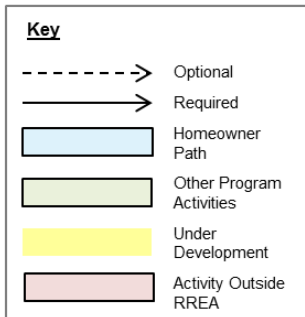 Key
Optional
Required
Homeowner
Path
Other Program
Activities
Under
Development
Activity Outside
RREA